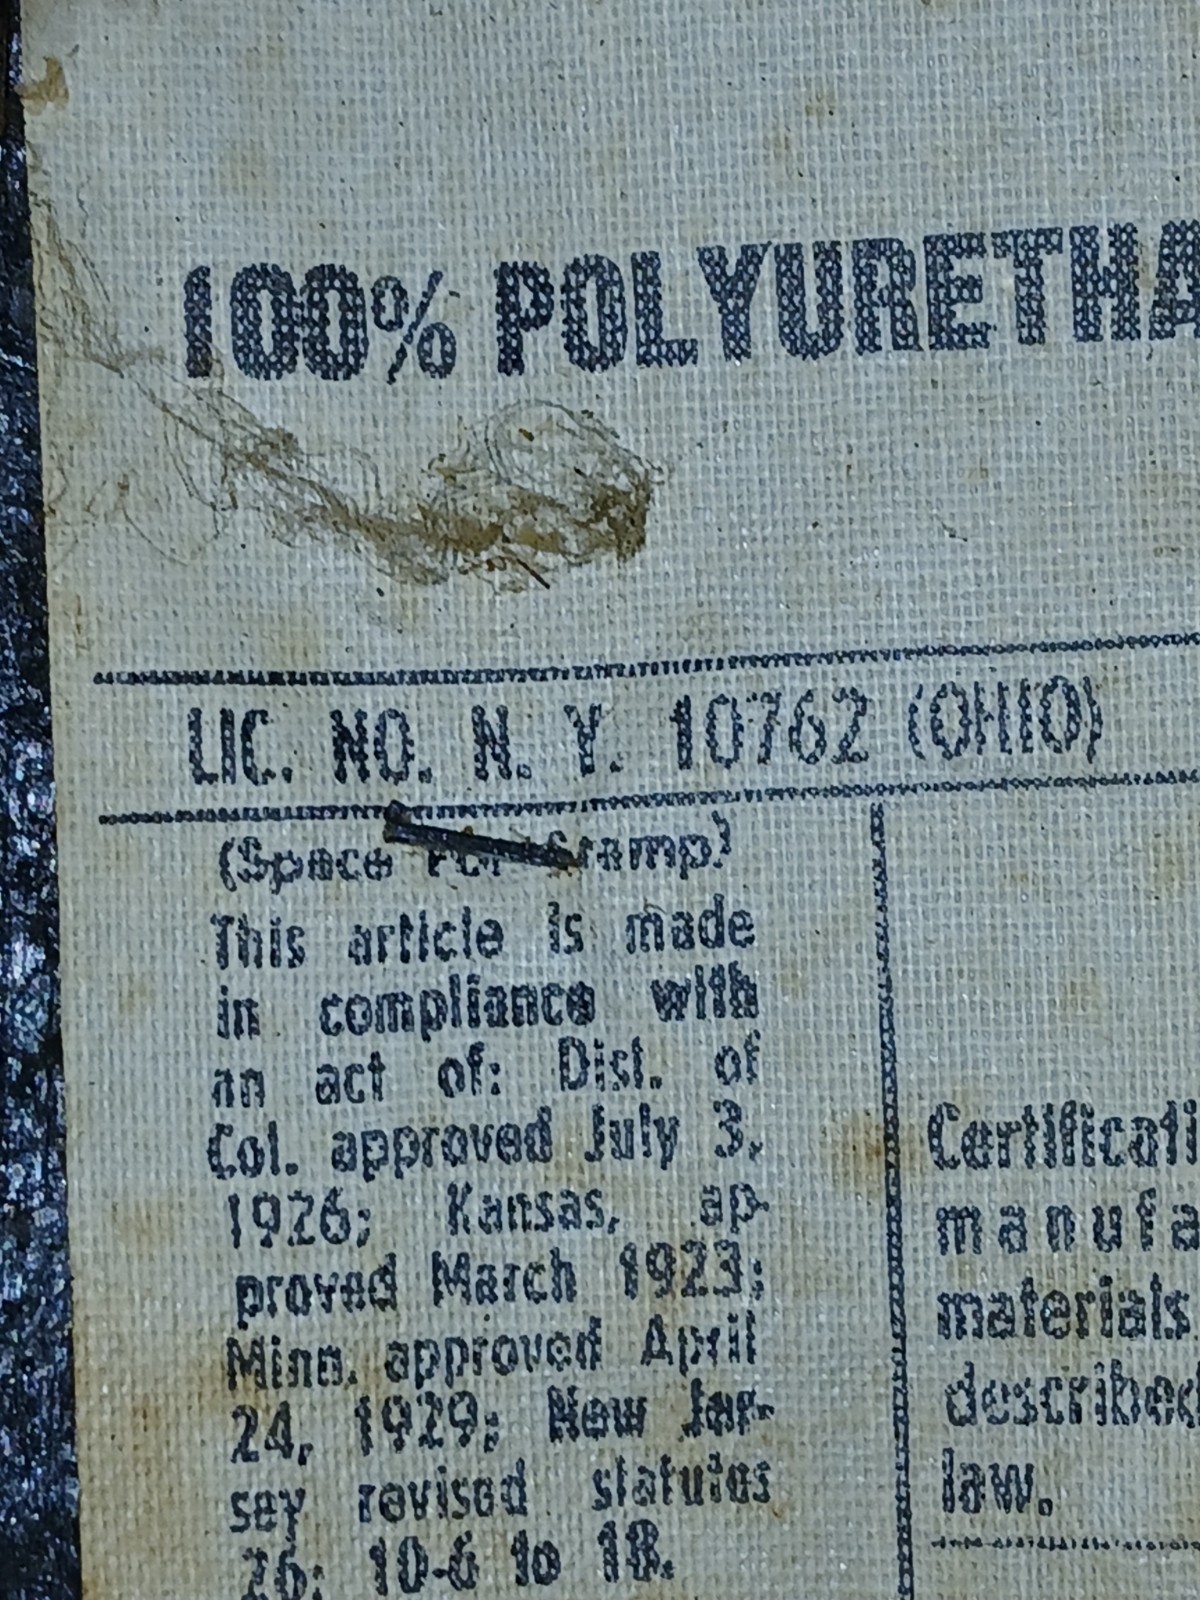 100% POLYURETHA
LIC. NO. N. Y. 10762 (OHIO)
(Space For Stamp)
This article is made
in compliance with
an act of: Dist. of
Col. approved July 3,
1926; Kansas, ap-
proved March 1923;
Minn. approved April
24, 1929; New Jer-
sey revised statutes
26: 10-6 to 18.
Certificati
manufa
materials
described
law.